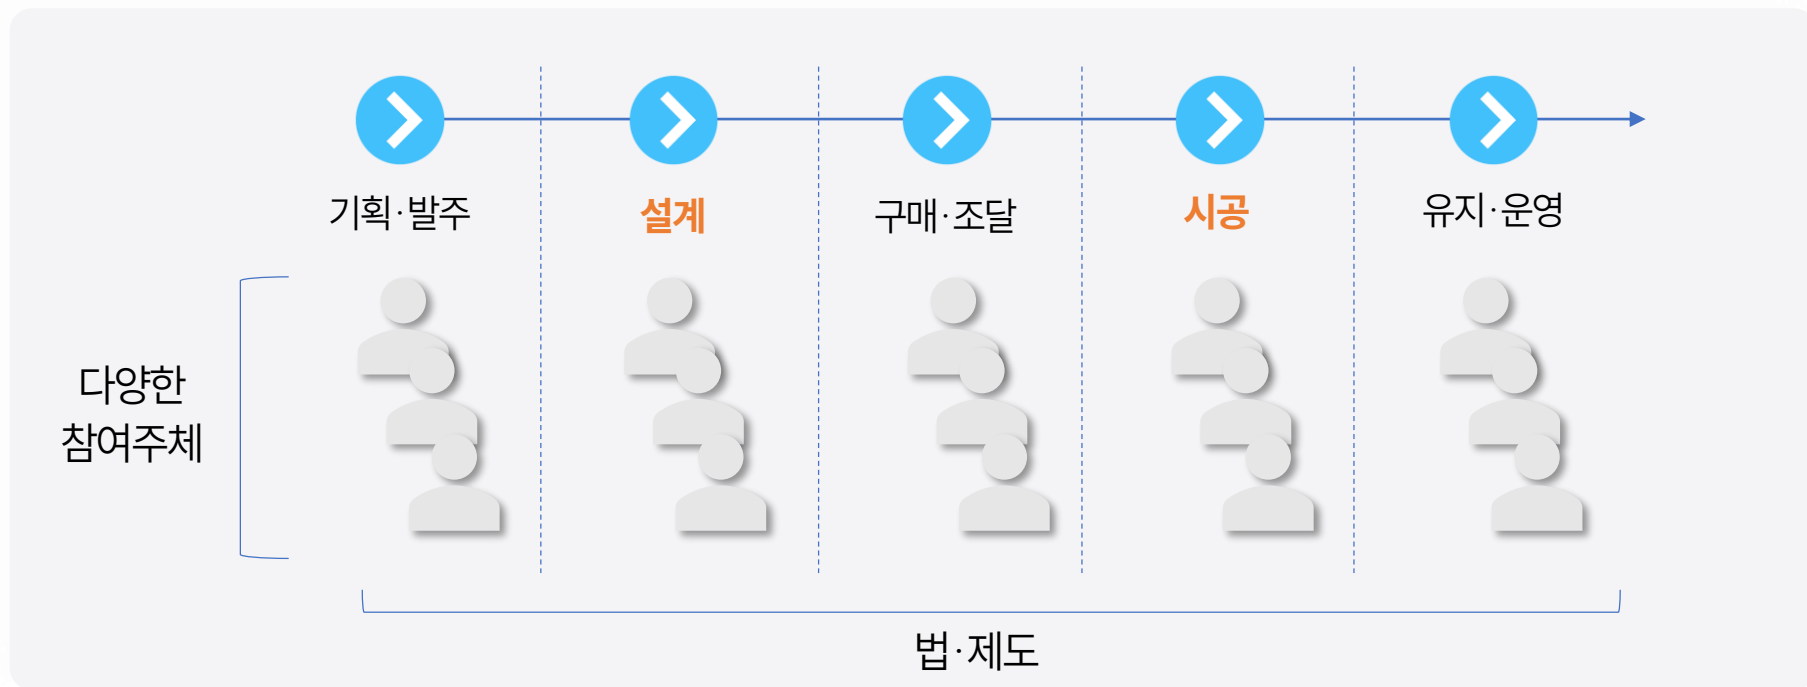 기획·발주
설계
구매·조달
시공
유지·운영
다양한
참여주체
법·제도